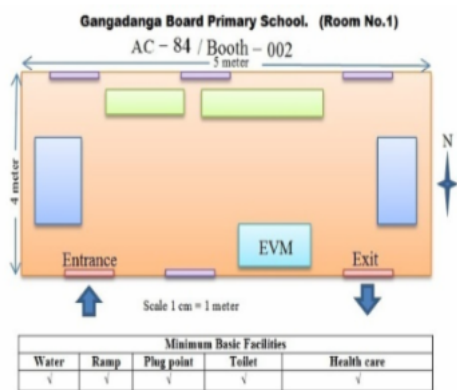 Gangadanga Board Primary School. (Room No.1)
AC - 84 / Booth - 002
5 meter
4 meter
N
EVM
Entrance
Exit
Scale 1 cm = 1 meter
Minimum Basic Facilities
Water Ramp Plug point Toilet Health care
√ √ √ √ √